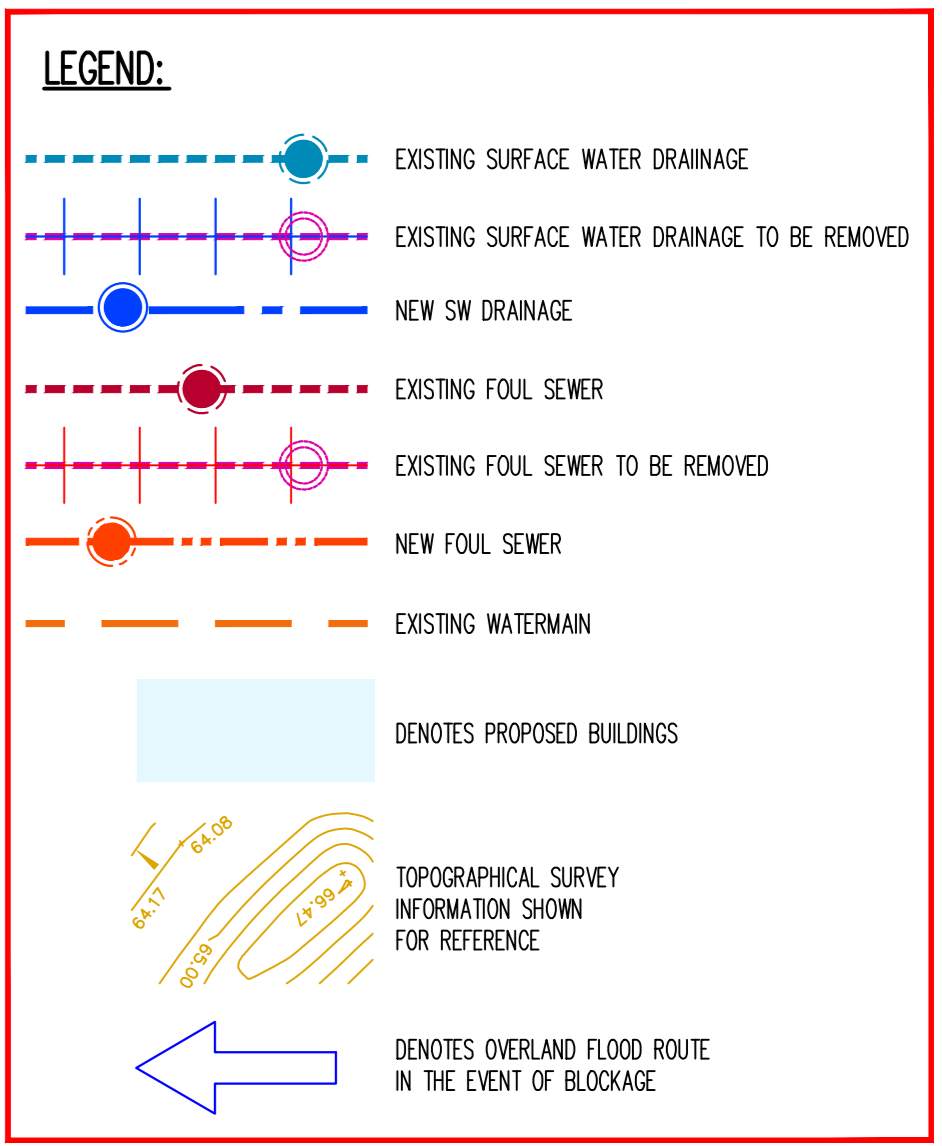 LEGEND:
EXISTING SURFACE WATER DRAIINAGE
EXISTING SURFACE WATER DRAINAGE TO BE REMOVED
NEW SW DRAINAGE
EXISTING FOUL SEWER
EXISTING FOUL SEWER TO BE REMOVED
NEW FOUL SEWER
EXISTING WATERMAIN
DENOTES PROPOSED BUILDINGS
64.08
64.17
66.47
65.00
TOPOGRAPHICAL SURVEY
INFORMATION SHOWN
FOR REFERENCE
DENOTES OVERLAND FLOOD ROUTE
IN THE EVENT OF BLOCKAGE